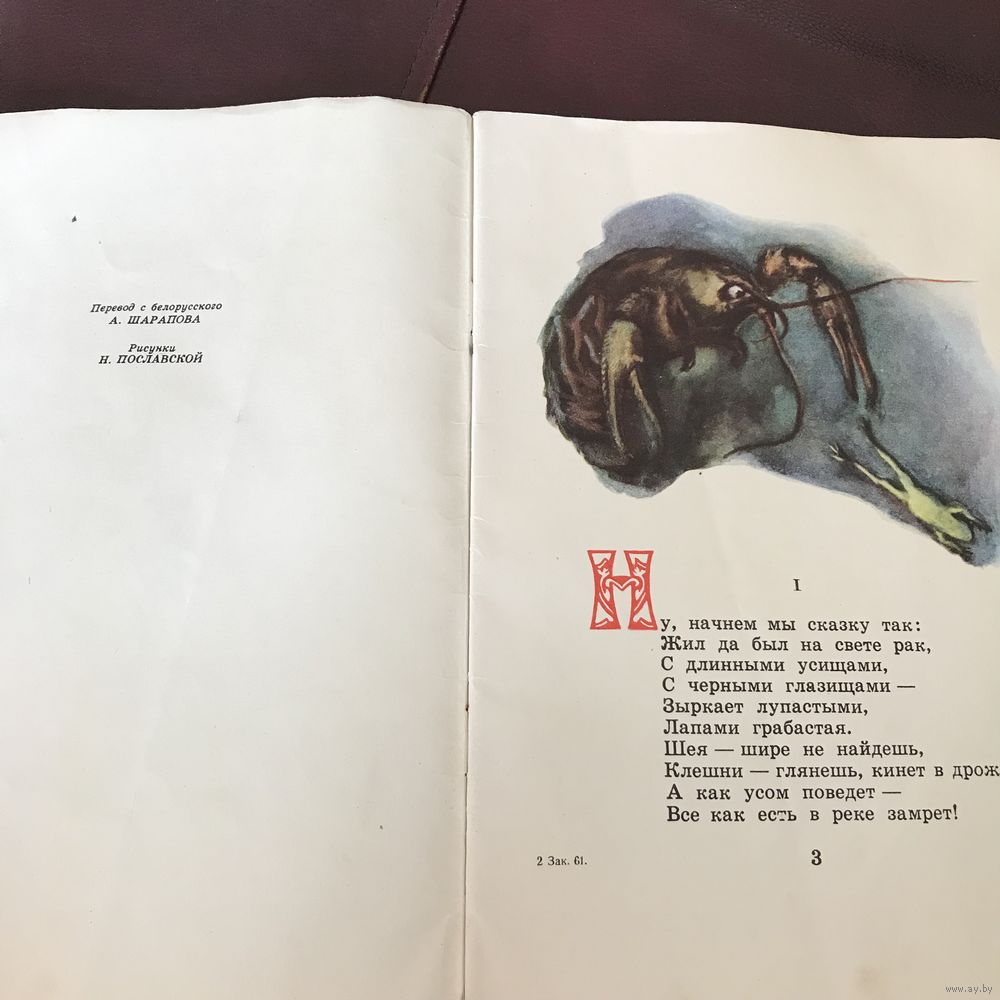 Перевод с белорусского
А. ШАРАПОВА
Рисунки
Н. ПОСЛАВСКОЙ
I
Ну, начнем мы сказку так:
Жил да был на свете рак,
С длинными усищами,
С черными глазищами —
Зыркает лупастыми,
Лапами грабастая.
Шея — шире не найдешь,
Клешни — глянешь, кинет в дрож
А как усом поведет —
Все как есть в реке замрет!
2 Зак. 61.
3
www.ay.by